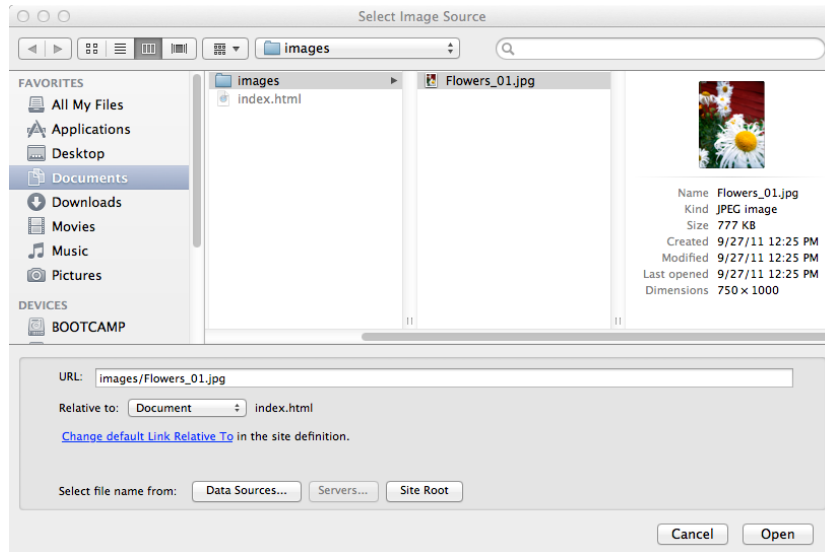 Select Image Source
images
FAVORITES
All My Files
Applications
Desktop
Documents
Downloads
Movies
Music
Pictures
DEVICES
BOOTCAMP
images
index.html
Flowers_01.jpg
Name Flowers_01.jpg
Kind JPEG image
Size 777 KB
Created 9/27/11 12:25 PM
Modified 9/27/11 12:25 PM
Last opened 9/27/11 12:25 PM
Dimensions 750 × 1000
URL: images/Flowers_01.jpg
Relative to: Document index.html
Change default Link Relative To in the site definition.
Select file name from: Data Sources... Servers... Site Root
Cancel Open